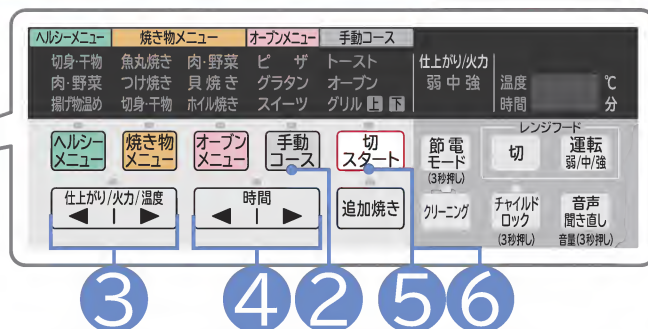 ヘルシーメニュー 焼き物メニュー オーブンメニュー 手動コース
切身・干物 魚丸焼き 肉・野菜 ピザ トースト 仕上がり/火力
肉・野菜 つけ焼き 貝焼き グラタン オーブン 弱中強 温度 ℃
揚げ物温め 切身・干物 ホイル焼き スイーツ グリル 上 下 時間 分
レンジフード
ヘルシーメニュー 焼き物メニュー オーブンメニュー 手動コース 切スタート 節電モード (3秒押し) 切 運転 弱/中/強
仕上がり/火力/温度 時間 追加焼き クリーニング チャイルドロック (3秒押し) 音声聞き直し 音量(3秒押し)
◀ | ▶ ◀ | ▶
3 4 2 5 6